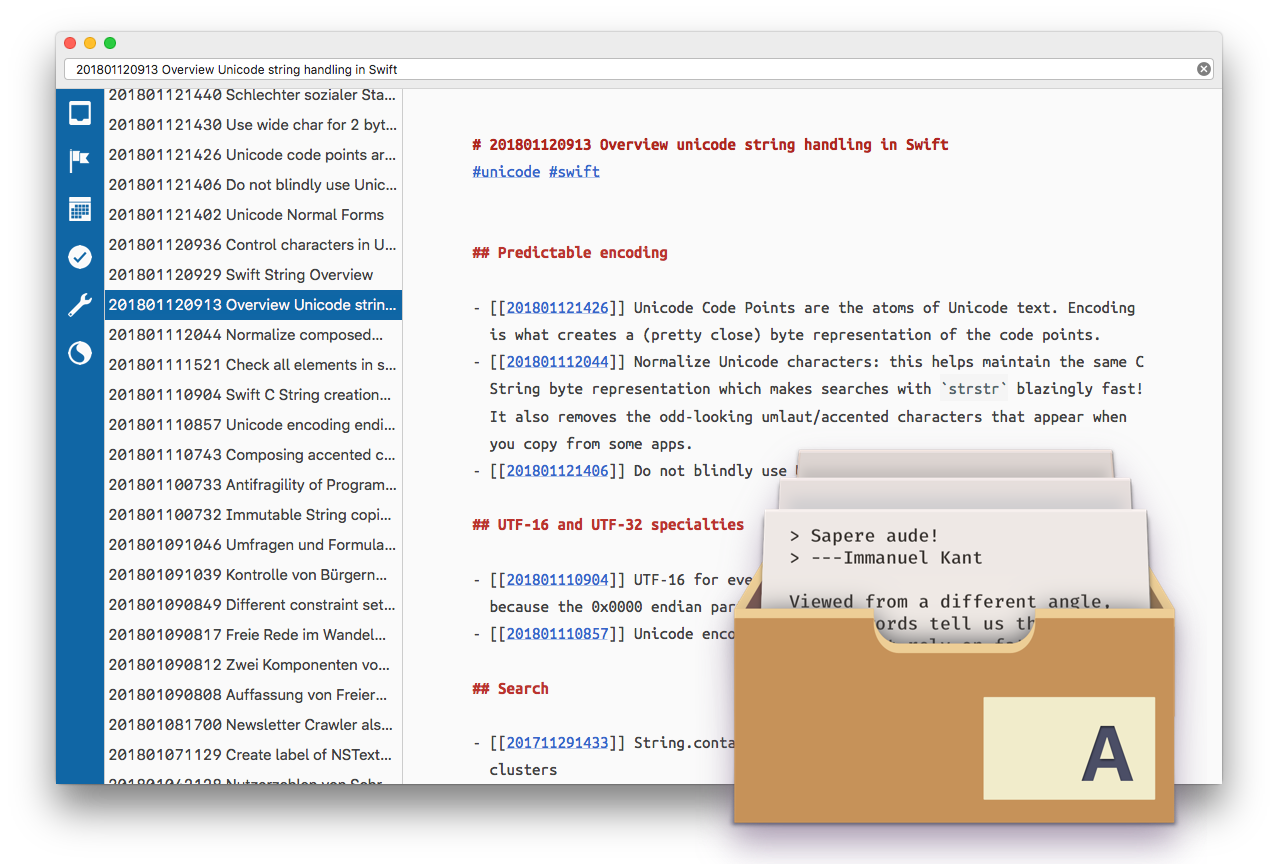 201801120913 Overview Unicode string handling in Swift
201801121440 Schlechter sozialer Sta...
201801121430 Use wide char for 2 byt...
201801121426 Unicode code points ar...
201801121406 Do not blindly use Unic...
201801121402 Unicode Normal Forms
201801120936 Control characters in U...
201801120929 Swift String Overview
201801120913 Overview Unicode strin...
201801112044 Normalize composed...
201801111521 Check all elements in s...
201801110904 Swift C String creation...
201801110857 Unicode encoding endi...
201801110743 Composing accented c...
201801100733 Antifragility of Program...
201801100732 Immutable String copi...
201801091046 Umfragen und Formula...
201801091039 Kontrolle von Bürgern...
201801090849 Different constraint set...
201801090817 Freie Rede im Wandel...
201801090812 Zwei Komponenten vo...
201801090808 Auffassung von Freier...
201801081700 Newsletter Crawler als...
201801071129 Create label of NSText...
# 201801120913 Overview unicode string handling in Swift
#unicode #swift
## Predictable encoding
- [[201801121426]] Unicode Code Points are the atoms of Unicode text. Encoding
is what creates a (pretty close) byte representation of the code points.
- [[201801112044]] Normalize Unicode characters: this helps maintain the same C
String byte representation which makes searches with `strstr` blazingly fast!
It also removes the odd-looking umlaut/accented characters that appear when
you copy from some apps.
- [[201801121406]] Do not blindly use
## UTF-16 and UTF-32 specialties
- [[201801110904]] UTF-16 for eve
because the 0x0000 endian par
- [[201801110857]] Unicode enco
## Search
- [[201711291433]] String.conta
clusters
> Sapere aude!
> ---Immanuel Kant
Viewed from a different angle,
ords tell us th
A